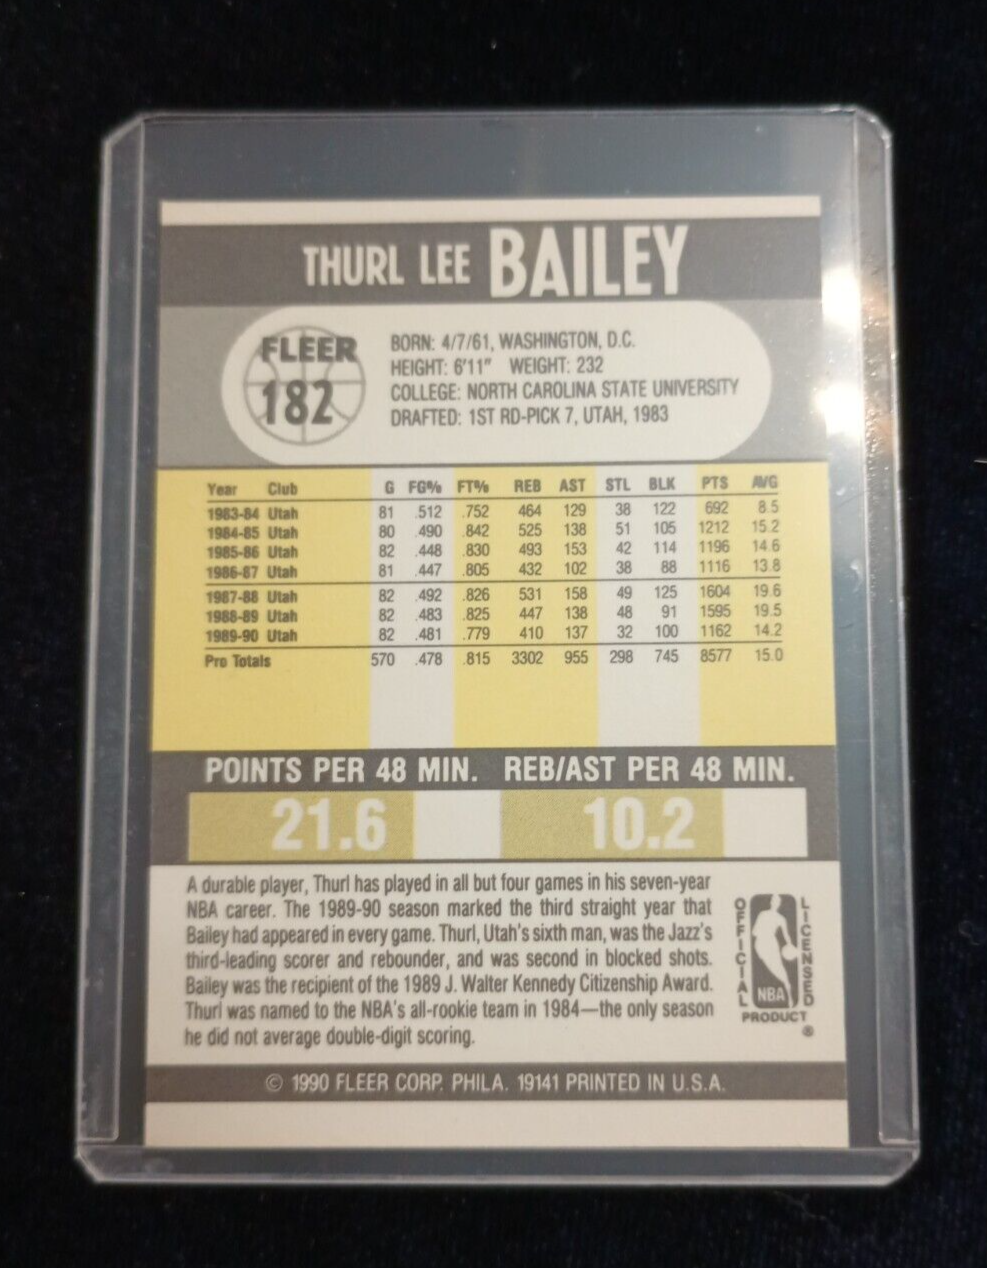 THURL LEE BAILEY
FLEER
182
BORN: 4/7/61, WASHINGTON, D.C.
HEIGHT: 6'11" WEIGHT: 232
COLLEGE: NORTH CAROLINA STATE UNIVERSITY
DRAFTED: 1ST RD-PICK 7, UTAH, 1983
Year Club G FG% FT% REB AST STL BLK PTS AVG
1983-84 Utah 81 .512 .752 464 129 38 122 692 8.5
1984-85 Utah 80 .490 .842 525 138 51 105 1212 15.2
1985-86 Utah 82 .448 .830 493 153 42 114 1196 14.6
1986-87 Utah 81 .447 .805 432 102 38 88 1116 13.8
1987-88 Utah 82 .492 .826 531 158 49 125 1604 19.6
1988-89 Utah 82 .483 .825 447 138 48 91 1595 19.5
1989-90 Utah 82 .481 .779 410 137 32 100 1162 14.2
Pro Totals 570 .478 .815 3302 955 298 745 8577 15.0
POINTS PER 48 MIN. REB/AST PER 48 MIN.
21.6 10.2
A durable player, Thurl has played in all but four games in his seven-year
NBA career. The 1989-90 season marked the third straight year that
Bailey had appeared in every game. Thurl, Utah's sixth man, was the Jazz's
third-leading scorer and rebounder, and was second in blocked shots.
Bailey was the recipient of the 1989 J. Walter Kennedy Citizenship Award.
Thurl was named to the NBA's all-rookie team in 1984—the only season
he did not average double-digit scoring.
OFFICIAL
NBA
LICENSED
PRODUCT
®
© 1990 FLEER CORP. PHILA. 19141 PRINTED IN U.S.A.